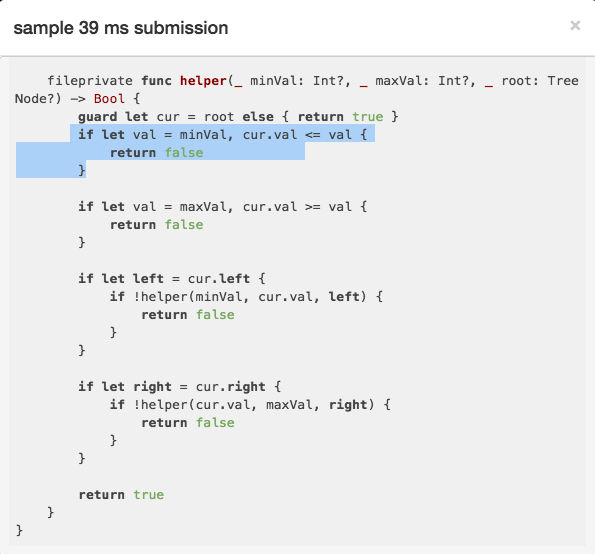 sample 39 ms submission
×
fileprivate func helper(_ minVal: Int?, _ maxVal: Int?, _ root: Tree
Node?) -> Bool {
guard let cur = root else { return true }
if let val = minVal, cur.val <= val {
return false
}
if let val = maxVal, cur.val >= val {
return false
}
if let left = cur.left {
if !helper(minVal, cur.val, left) {
return false
}
}
if let right = cur.right {
if !helper(cur.val, maxVal, right) {
return false
}
}
return true
}
}